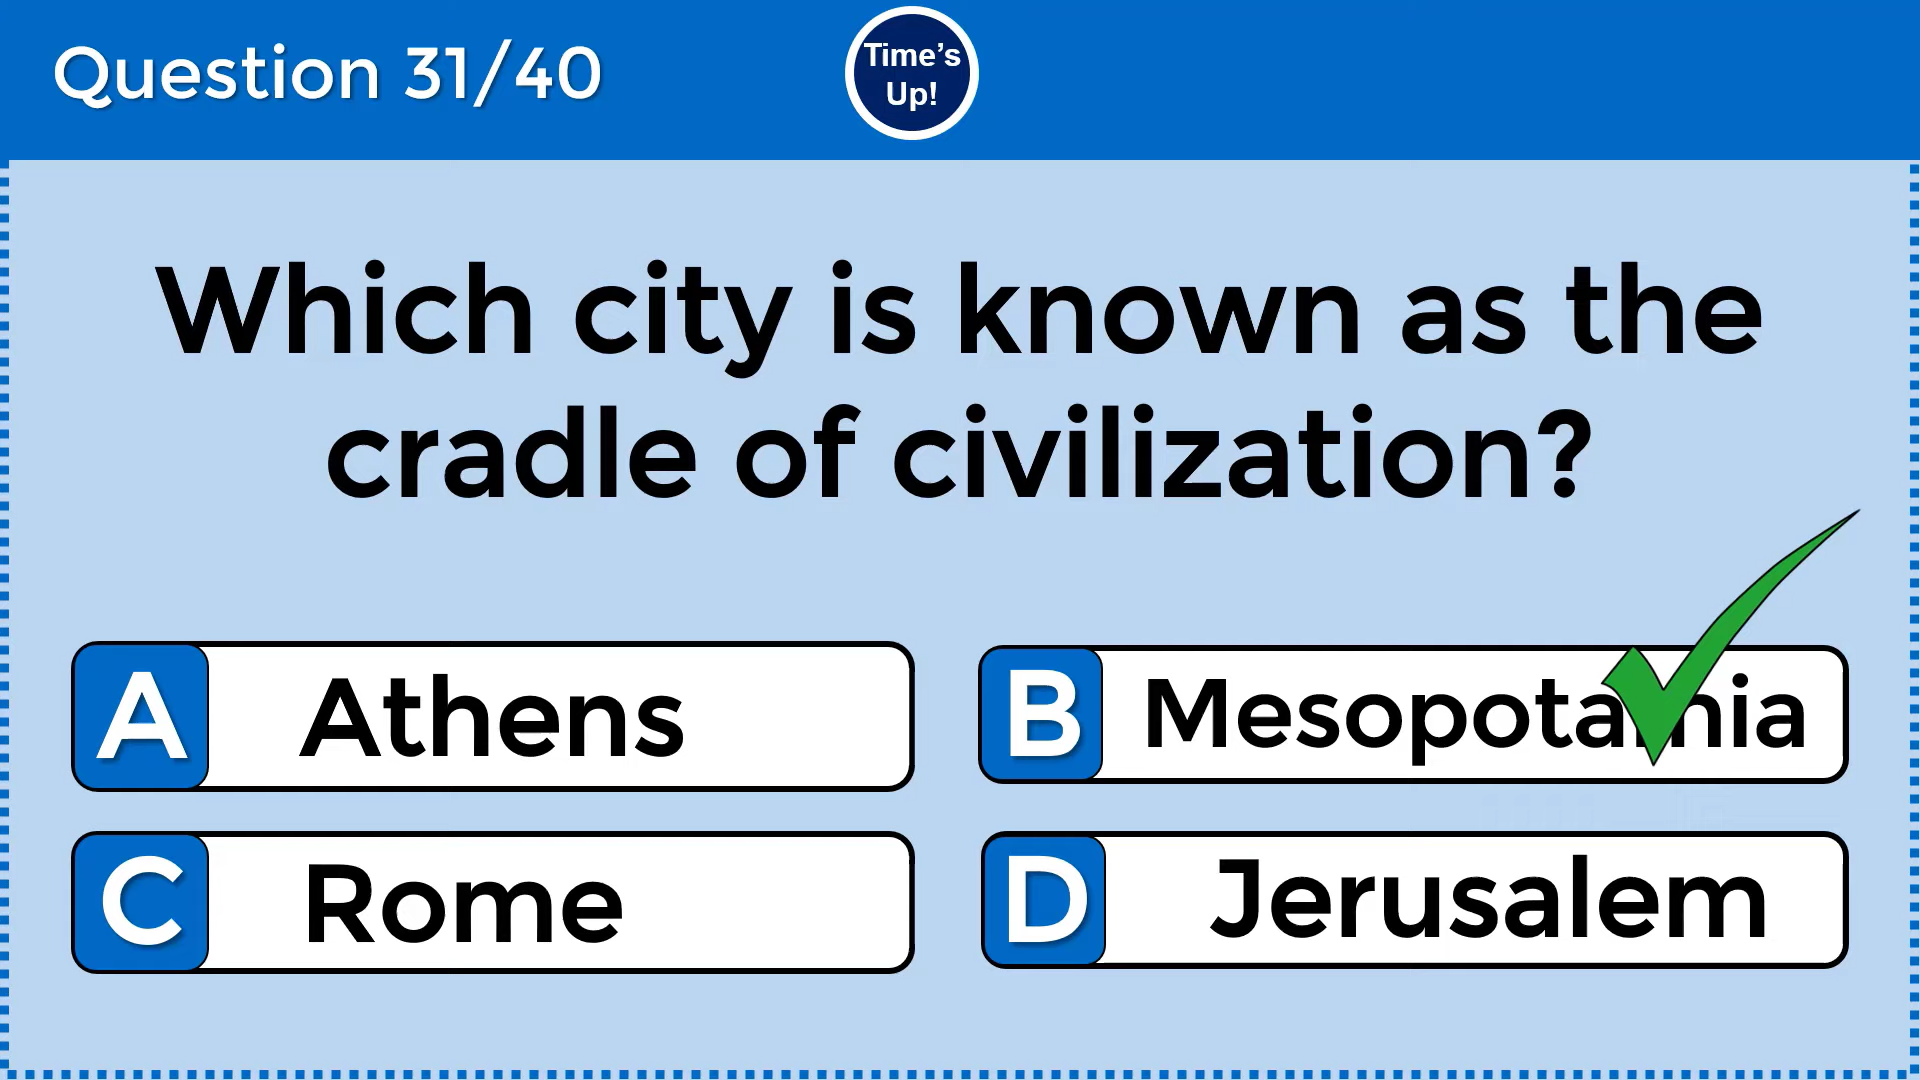 Question 31/40
Time's
Up!
Which city is known as the
cradle of civilization?
A Athens
B Mesopotamia
C Rome
D Jerusalem